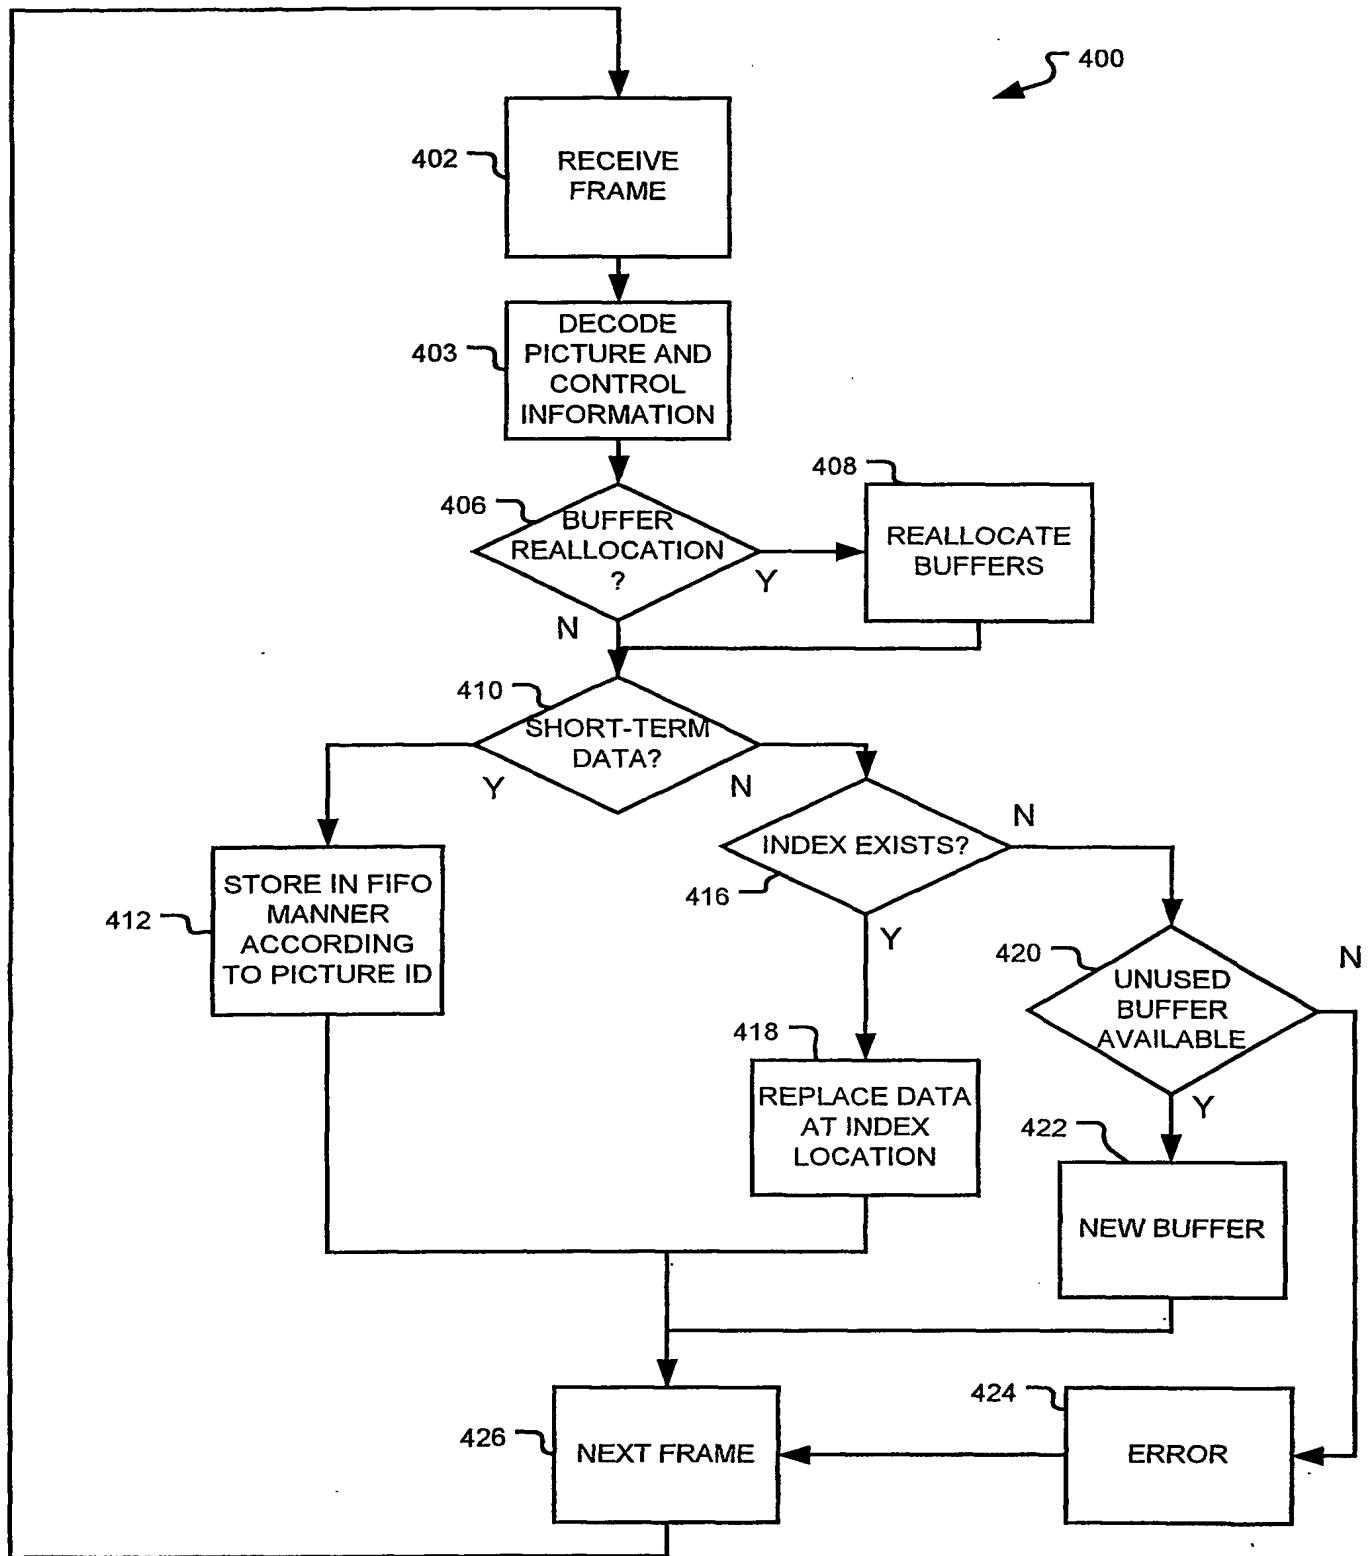 400
402
RECEIVE
FRAME
403
DECODE
PICTURE AND
CONTROL
INFORMATION
406
BUFFER
REALLOCATION
?
Y
N
408
REALLOCATE
BUFFERS
410
SHORT-TERM
DATA?
Y
N
INDEX EXISTS?
416
N
Y
412
STORE IN FIFO
MANNER
ACCORDING
TO PICTURE ID
420
UNUSED
BUFFER
AVAILABLE
N
Y
418
REPLACE DATA
AT INDEX
LOCATION
422
NEW BUFFER
424
ERROR
426
NEXT FRAME